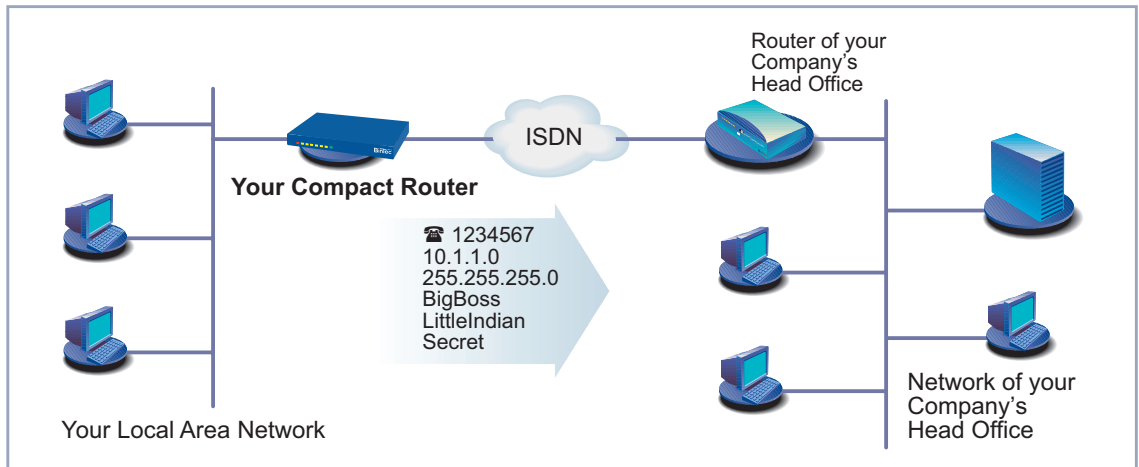 Router of your
Company's
Head Office
ISDN
BinTec
Your Compact Router
☎ 1234567
10.1.1.0
255.255.255.0
BigBoss
LittleIndian
Secret
Your Local Area Network
Network of your
Company's
Head Office